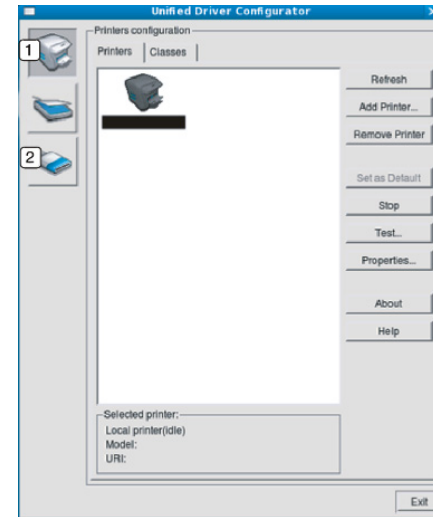 Unified Driver Configurator
1
Printers configuration
Printers Classes
Refresh
Add Printer...
Remove Printer
2
Set as Default
Stop
Test...
Properties...
About
Help
Selected printer:
Local printer(idle)
Model:
URI:
Exit